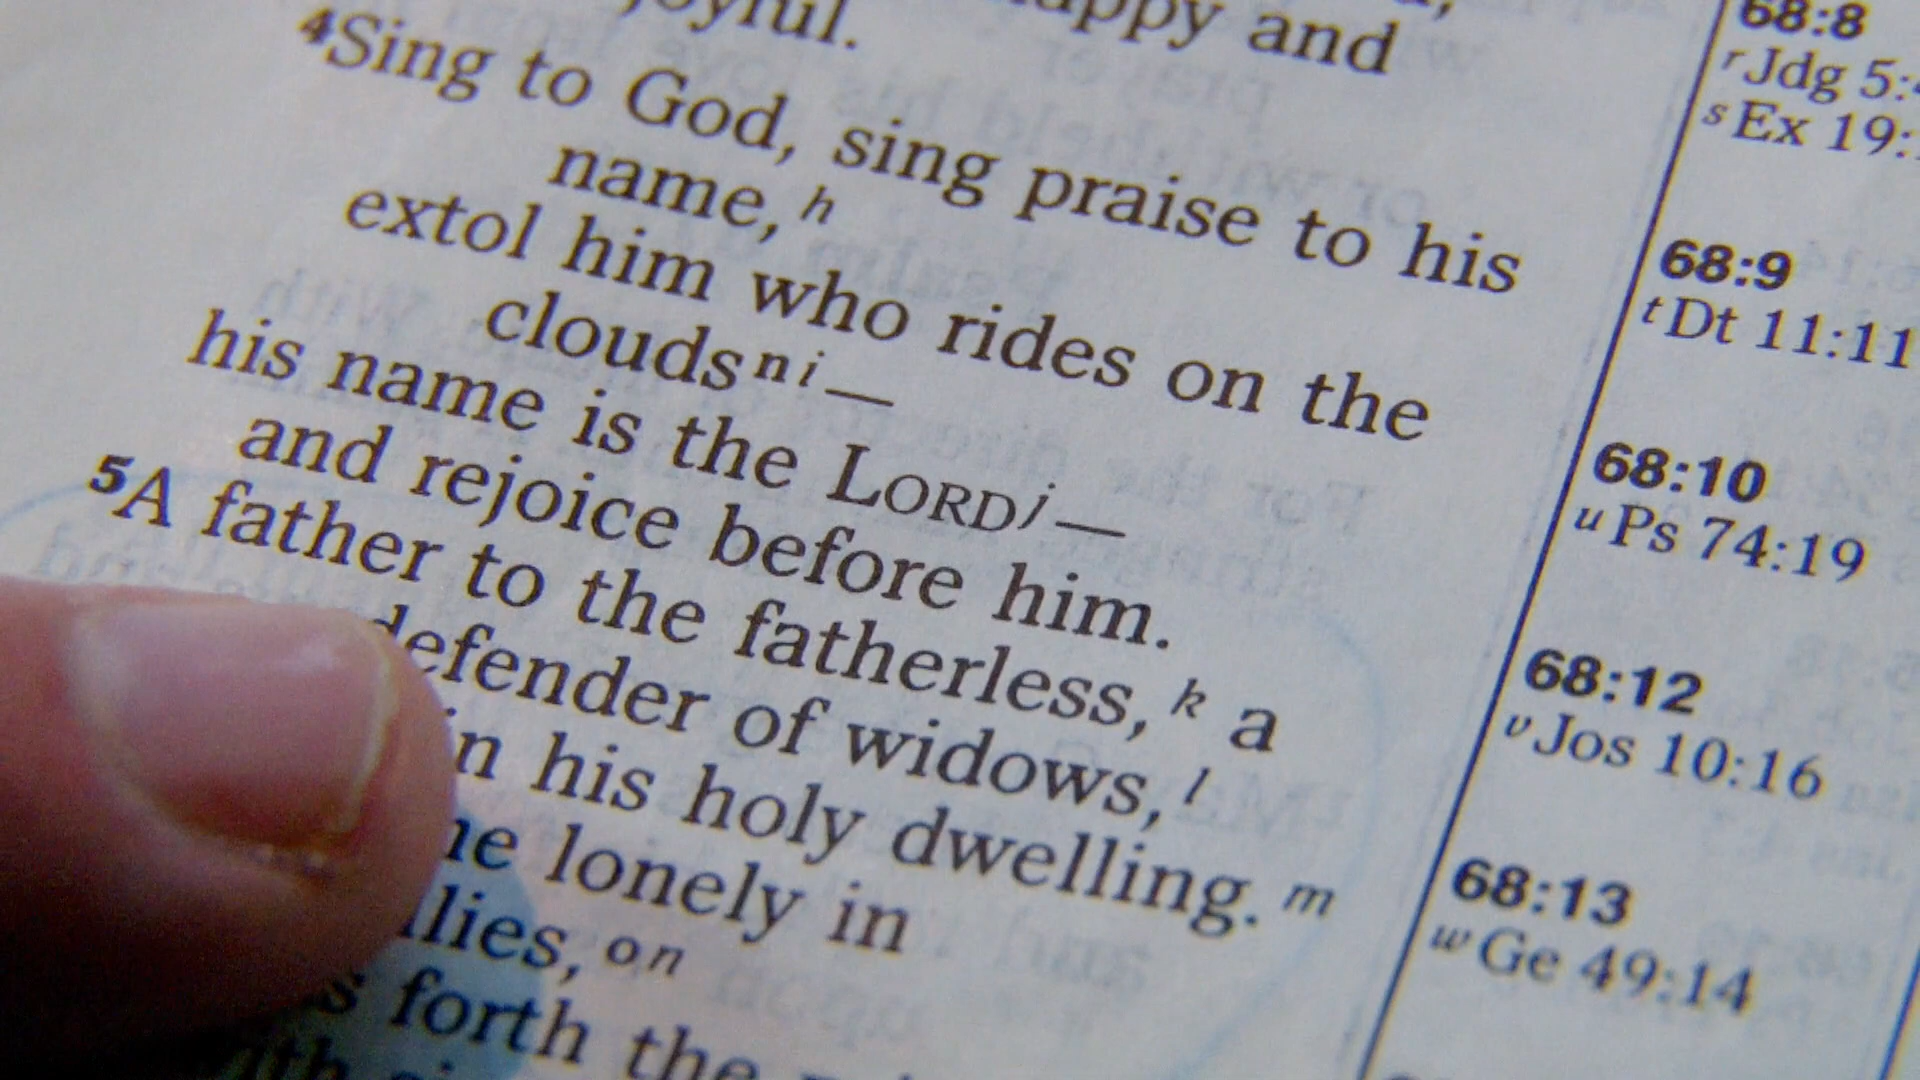 happy and
joyful.
4Sing to God, sing praise to his
name,h
extol him who rides on the
cloudsn i—
his name is the LORDj—
and rejoice before him.
5A father to the fatherless,k a
defender of widows,l
in his holy dwelling.m
lonely in
on
forth the
68:8
rJdg 5:
sEx 19:
68:9
tDt 11:11
68:10
uPs 74:19
68:12
vJos 10:16
68:13
wGe 49:14